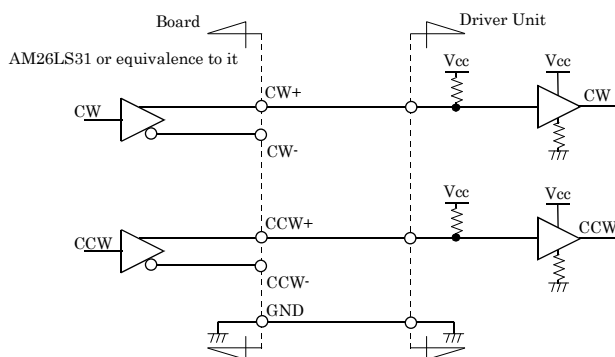 Board
Driver Unit
AM26LS31 or equivalence to it
Vcc
Vcc
CW
CW+
CW
CW-
Vcc
Vcc
CCW
CCW+
CCW
CCW-
GND